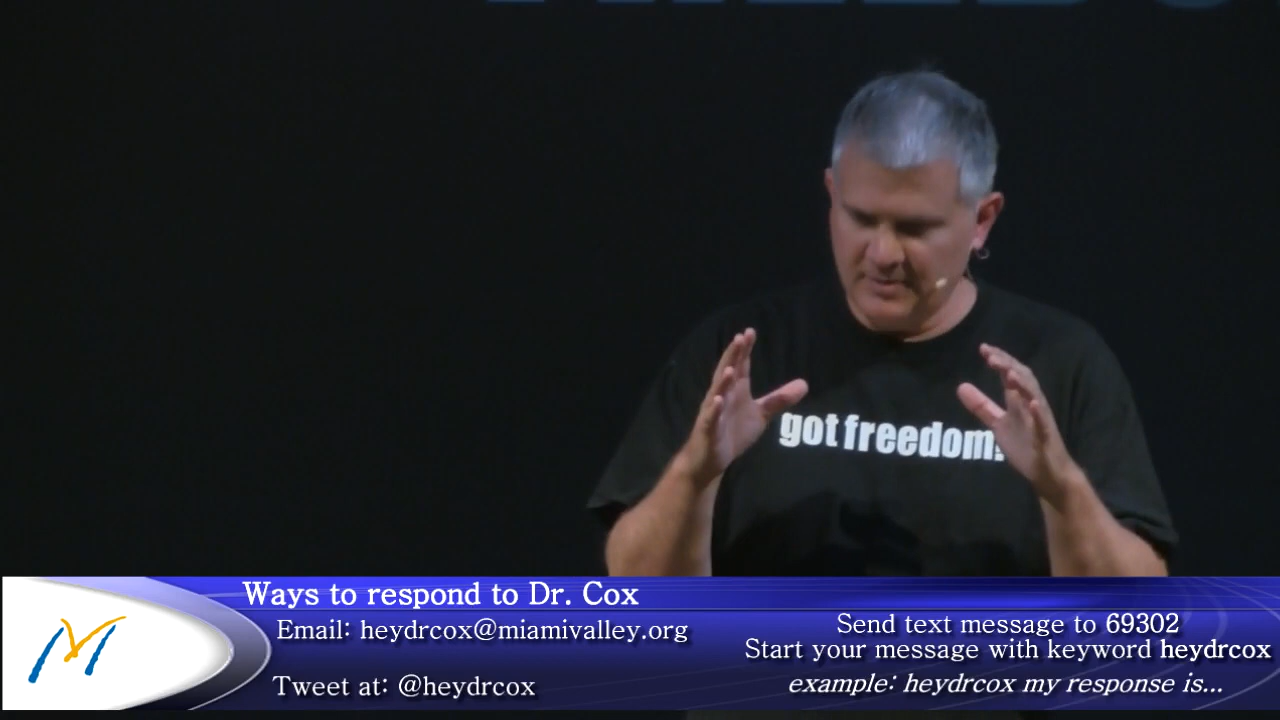 got freedom?
Ways to respond to Dr. Cox
Email: heydrcox@miamivalley.org
Tweet at: @heydrcox
Send text message to 69302
Start your message with keyword heydrcox
example: heydrcox my response is...